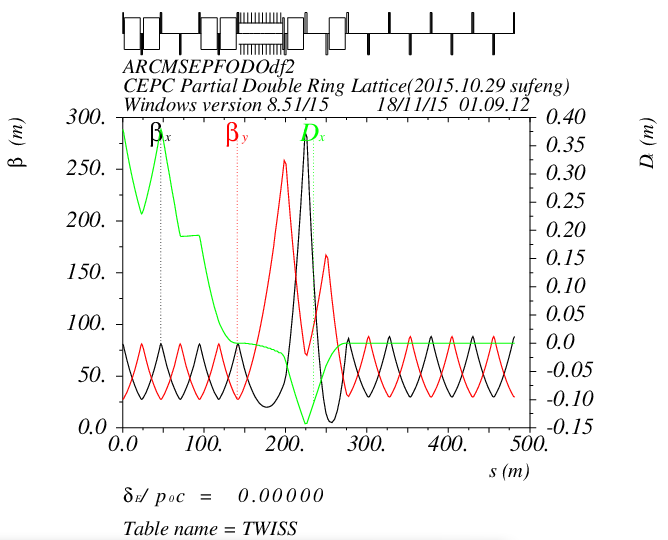 ARCMSEPFODOdf2
CEPC Partial Double Ring Lattice(2015.10.29 sufeng)
Windows version 8.51/15 18/11/15 01.09.12
β (m)
300.
250.
200.
150.
100.
50.
0.0
βx βy Dx
0.40
0.35
0.30
0.25
0.20
0.15
0.10
0.05
0.0
-0.05
-0.10
-0.15
Dx (m)
0.0 100. 200. 300. 400. 500.
s (m)
δE/ p0c = 0.00000
Table name = TWISS